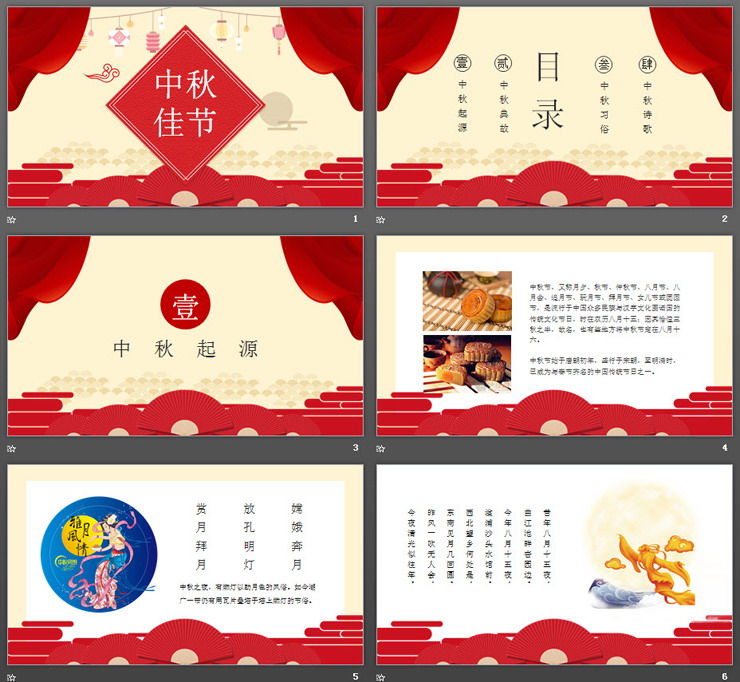 中秋
佳节
1
目录
壹
中秋起源
贰
中秋典故
叁
中秋习俗
肆
中秋诗歌
2
壹
中秋起源
3
中秋节，又称月夕、秋节、仲秋节、八月节、八
月会、追月节、玩月节、拜月节、女儿节或团圆
节，是流行于中国众多民族与汉字文化圈诸国的
传统文化节日，时在农历八月十五；因其恰值三
秋之半，故名，也有些地方将中秋节定在八月十
六。
中秋节始于唐朝初年，盛行于宋朝，至明清时，
已成为与春节齐名的中国传统节日之一。
4
雅風
月情
嫦娥奔月
放孔明灯
赏月拜月
中秋之夜，有燃灯以助月色的风俗。如今湖
广一带仍有用瓦片叠塔于塔上燃灯的节俗。
5
昔年八月十五夜，
曲江池畔杏园边。
今年八月十五夜，
湓浦沙头水馆前。
西北望乡何处是，
东南见月几回圆。
昨风一吹无人会，
今夜清光似往年。
6